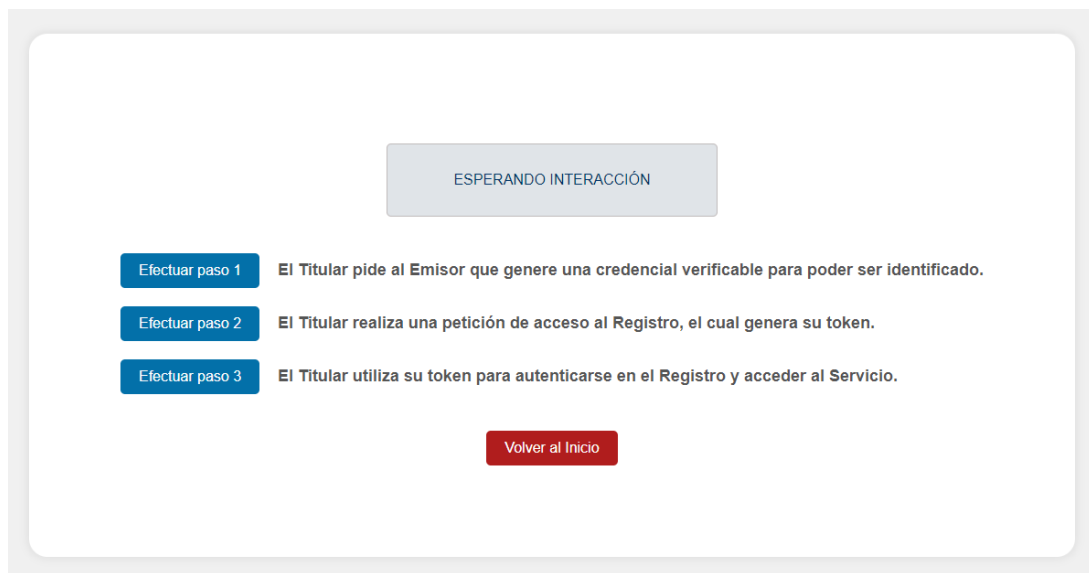 ESPERANDO INTERACCIÓN
Efectuar paso 1 El Titular pide al Emisor que genere una credencial verificable para poder ser identificado.
Efectuar paso 2 El Titular realiza una petición de acceso al Registro, el cual genera su token.
Efectuar paso 3 El Titular utiliza su token para autenticarse en el Registro y acceder al Servicio.
Volver al Inicio